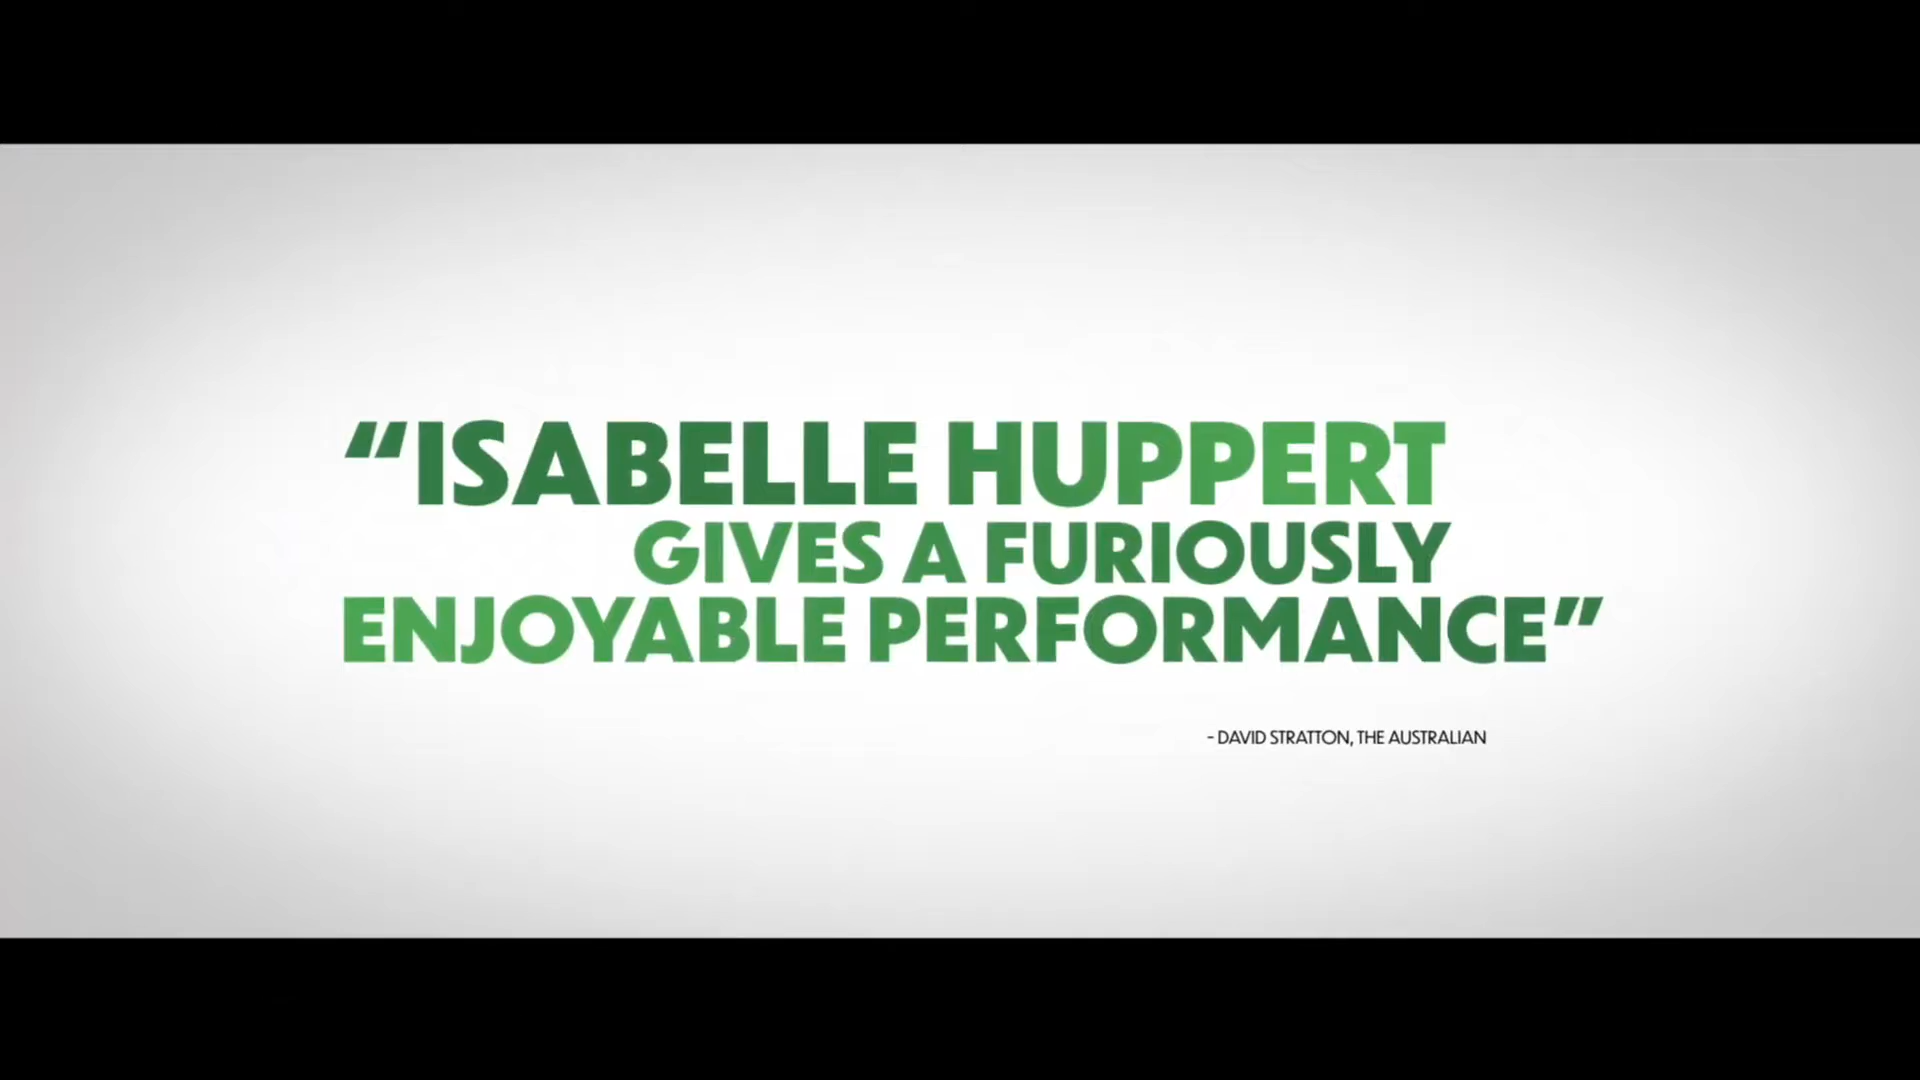 “ISABELLE HUPPERT
GIVES A FURIOUSLY
ENJOYABLE PERFORMANCE”
- DAVID STRATTON, THE AUSTRALIAN